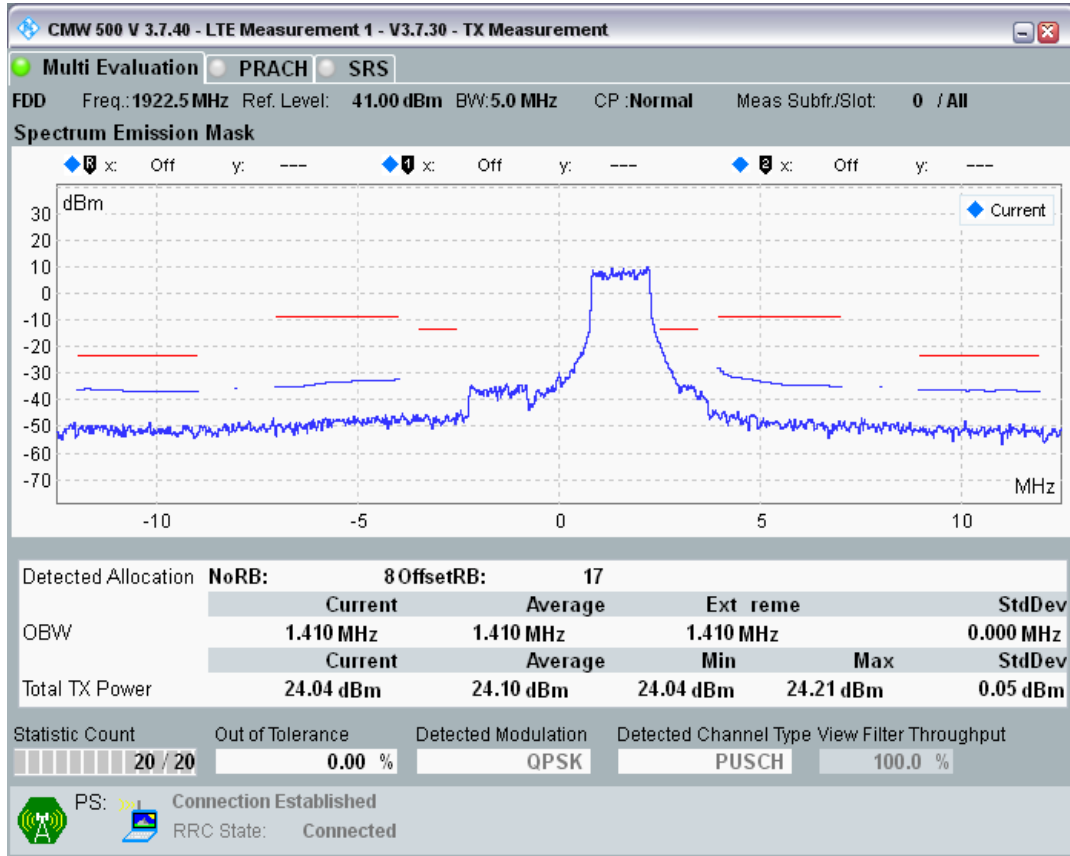 CMW 500 V 3.7.40 - LTE Measurement 1 - V3.7.30 - TX Measurement
Multi Evaluation PRACH SRS
FDD Freq.: 1922.5 MHz Ref. Level: 41.00 dBm BW: 5.0 MHz CP : Normal Meas Subfr./Slot: 0 / All
Spectrum Emission Mask
R x: Off y: --- 1 x: Off y: --- 2 x: Off y: ---
dBm
Current
30
20
10
0
-10
-20
-30
-40
-50
-60
-70
MHz
-10 -5 0 5 10
Detected Allocation NoRB: 8 OffsetRB: 17
Current Average Ext reme StdDev
OBW 1.410 MHz 1.410 MHz 1.410 MHz 0.000 MHz
Current Average Min Max StdDev
Total TX Power 24.04 dBm 24.10 dBm 24.04 dBm 24.21 dBm 0.05 dBm
Statistic Count Out of Tolerance Detected Modulation Detected Channel Type View Filter Throughput
20 / 20 0.00 % QPSK PUSCH 100.0 %
PS: Connection Established
RRC State: Connected